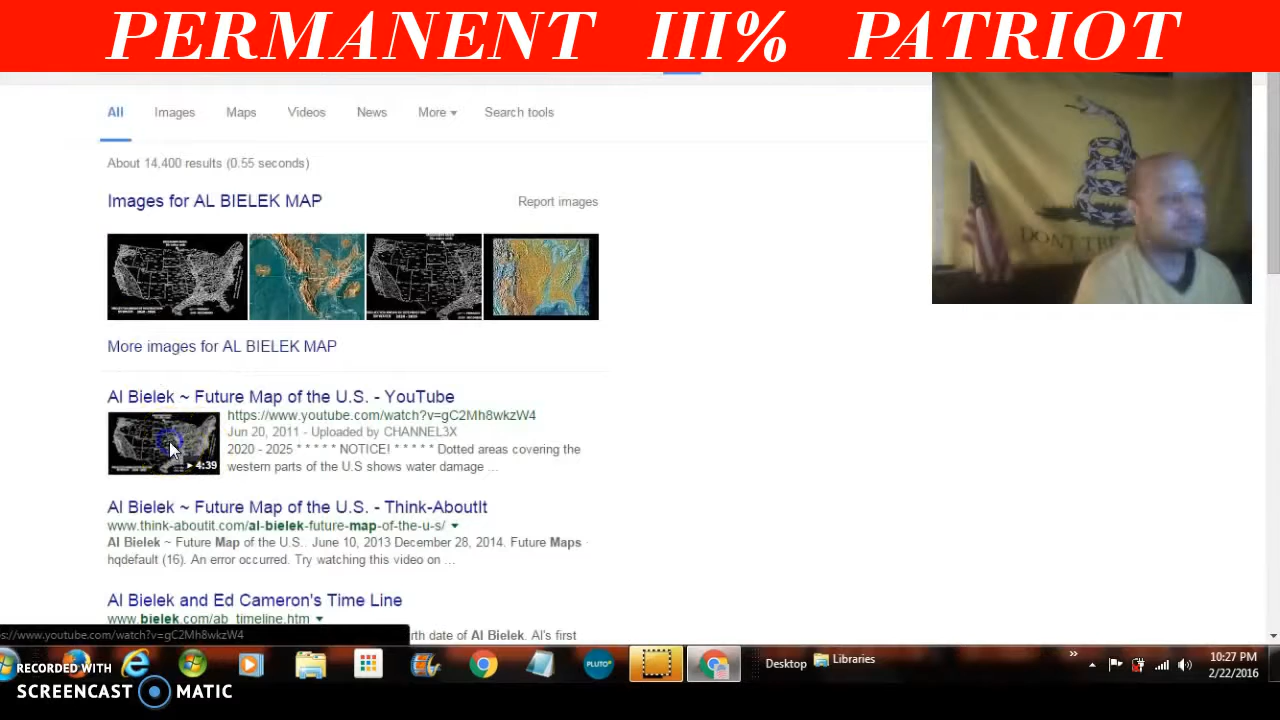 PERMANENT III% PATRIOT
All Images Maps Videos News More Search tools
About 14,400 results (0.55 seconds)
Images for AL BIELEK MAP Report images
More images for AL BIELEK MAP
Al Bielek ~ Future Map of the U.S. - YouTube
https://www.youtube.com/watch?v=gC2Mh8wkzW4
Jun 20, 2011 - Uploaded by CHANNEL3X
2020 - 2025 * * * * * NOTICE! * * * * * Dotted areas covering the
western parts of the U.S shows water damage ...
4:39
Al Bielek ~ Future Map of the U.S. - Think-AboutIt
www.think-aboutit.com/al-bielek-future-map-of-the-u-s/
Al Bielek ~ Future Map of the U.S.. June 10, 2013 December 28, 2014. Future Maps ·
hqdefault (16). An error occurred. Try watching this video on ...
Al Bielek and Ed Cameron's Time Line
www.bielek.com/ab_timeline.htm
rth date of Al Bielek. Al's first
s://www.youtube.com/watch?v=gC2Mh8wkzW4
DON'T TRE
PLUTO
Desktop Libraries
10:27 PM
2/22/2016
RECORDED WITH
SCREENCAST MATIC